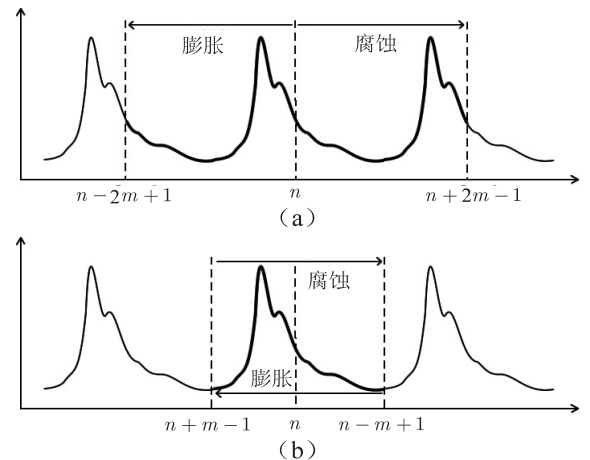 膨胀 腐蚀
n－2m＋1 n n＋2m－1
（a）
腐蚀
膨胀
n＋m－1 n n－m＋1
（b）